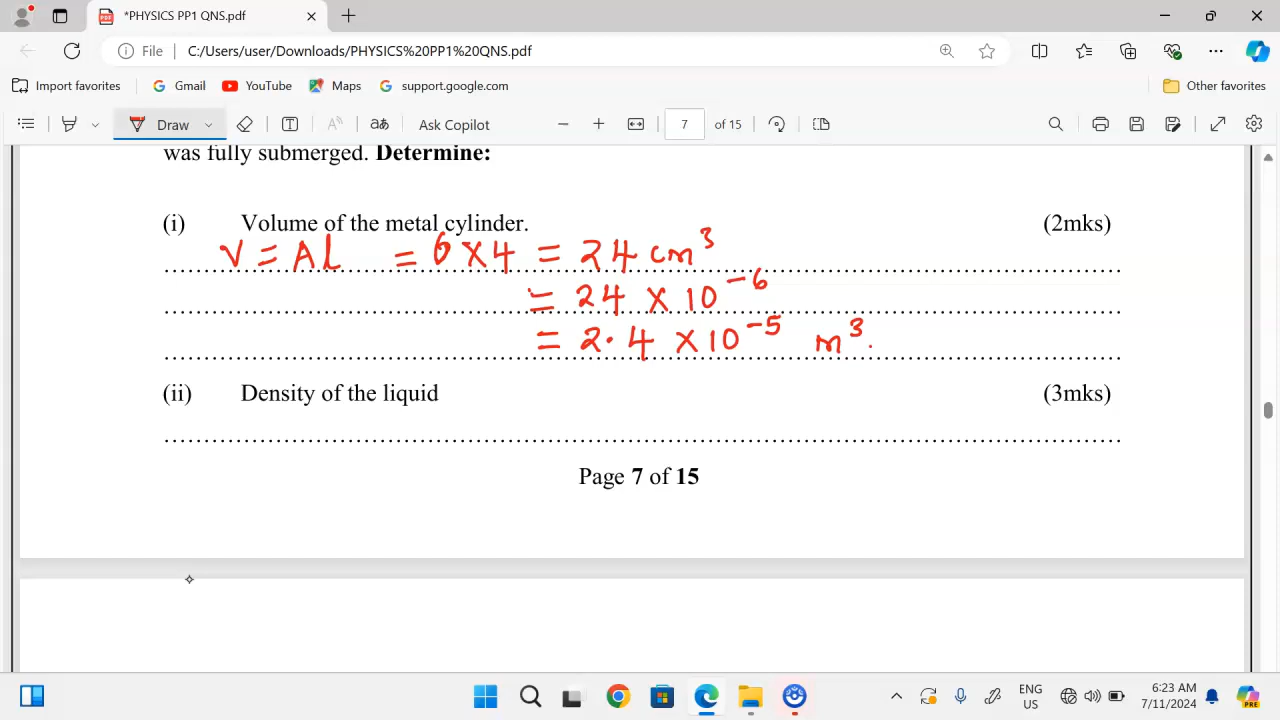 *PHYSICS PP1 QNS.pdf
File C:/Users/user/Downloads/PHYSICS%20PP1%20QNS.pdf
Import favorites Gmail YouTube Maps support.google.com Other favorites
Draw Ask Copilot 7 of 15
was fully submerged. Determine:
(i) Volume of the metal cylinder. (2mks)
V = Al = 6 × 4 = 24 cm³
= 24 × 10⁻⁶
= 2.4 × 10⁻⁵ m³.
(ii) Density of the liquid (3mks)
Page 7 of 15
ENG
US
6:23 AM
7/11/2024
PRE